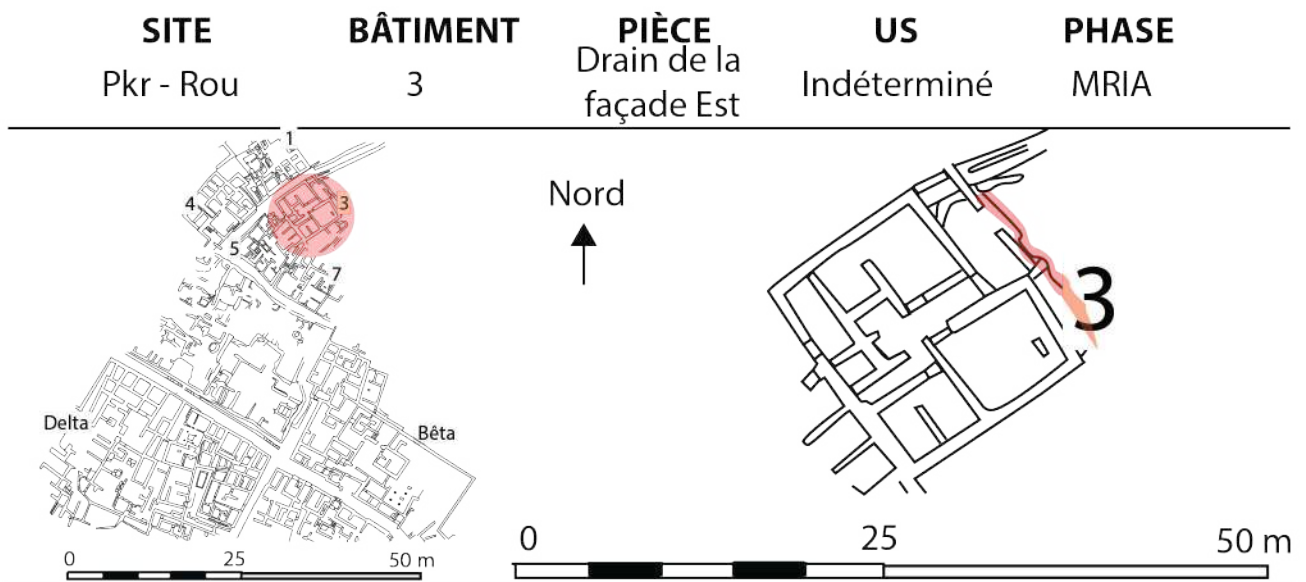 SITE BÂTIMENT PIÈCE US PHASE
Pkr - Rou 3 Drain de la façade Est Indéterminé MRIA
1
4
3
5
7
Delta
Bêta
0 25 50 m
Nord
3
0 25 50 m